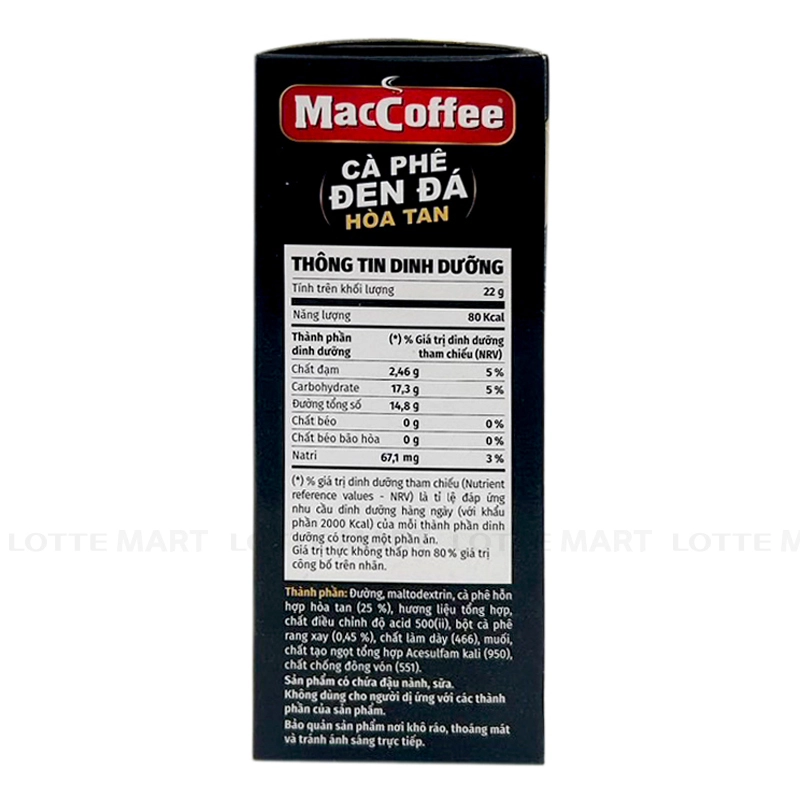 MacCoffee®
CÀ PHÊ
ĐEN ĐÁ
HÒA TAN
THÔNG TIN DINH DƯỠNG
Tính trên khối lượng 22 g
Năng lượng 80 Kcal
Thành phần (*) % Giá trị dinh dưỡng
dinh dưỡng tham chiếu (NRV)
Chất đạm 2,46 g 5 %
Carbohydrate 17,3 g 5 %
Đường tổng số 14,8 g
Chất béo 0 g 0 %
Chất béo bão hòa 0 g 0 %
Natri 67,1 mg 3 %
(*) % giá trị dinh dưỡng tham chiếu (Nutrient
reference values - NRV) là tỉ lệ đáp ứng
nhu cầu dinh dưỡng hàng ngày (với khẩu
phần 2000 Kcal) của mỗi thành phần dinh
dưỡng có trong một phần ăn.
Giá trị thực không thấp hơn 80 % giá trị
công bố trên nhãn.
LOTTE MART LOTTE MART LOTTE MART LOTTE MART
Thành phần: Đường, maltodextrin, cà phê hỗn
hợp hòa tan (25 %), hương liệu tổng hợp,
chất điều chỉnh độ acid 500(ii), bột cà phê
rang xay (0,45 %), chất làm dày (466), muối,
chất tạo ngọt tổng hợp Acesulfam kali (950),
chất chống đông vón (551).
Sản phẩm có chứa đậu nành, sữa.
Không dùng cho người dị ứng với các thành
phần của sản phẩm.
Bảo quản sản phẩm nơi khô ráo, thoáng mát
và tránh ánh sáng trực tiếp.